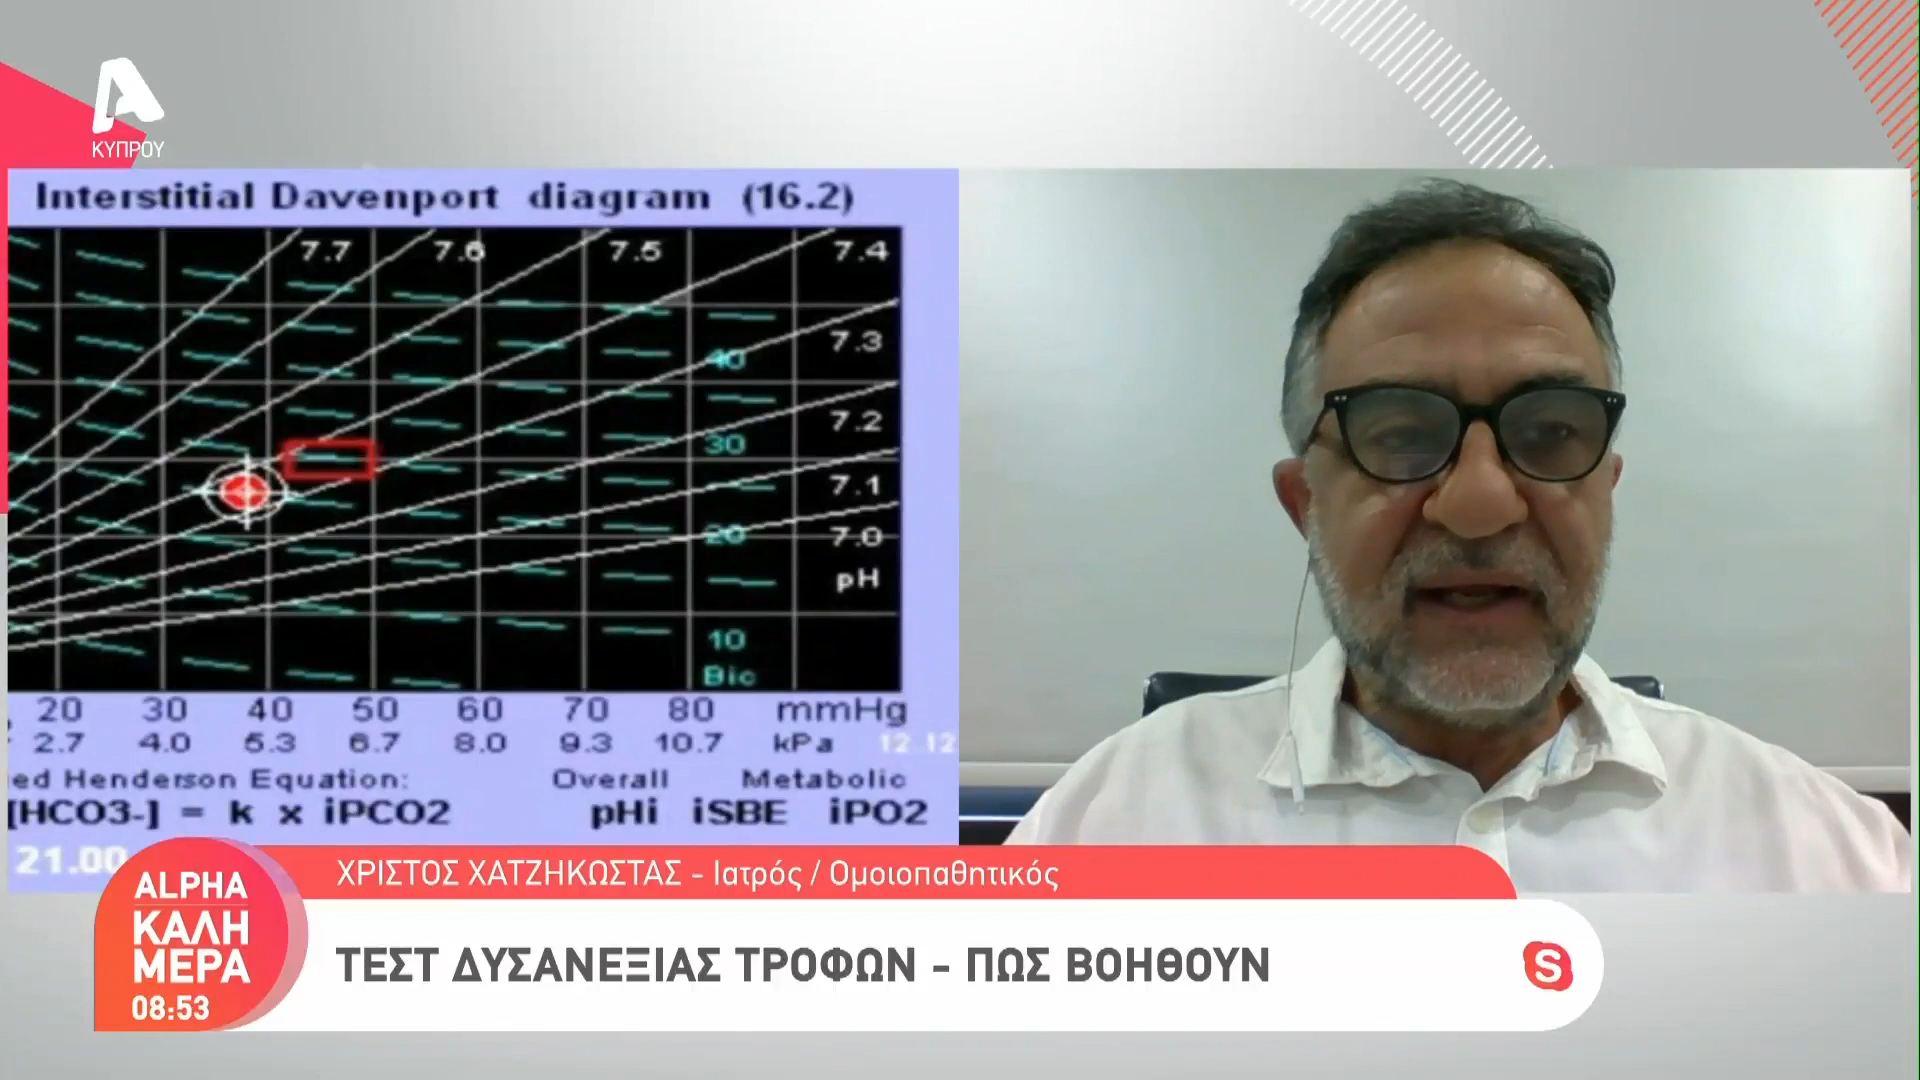 ΚΥΠΡΟΥ
Interstitial Davenport diagram (16.2)
7.7 7.6 7.5 7.4
7.3
40
7.2
30
7.1
20 7.0
pH
10
Bic
20 30 40 50 60 70 80 mmHg
2.7 4.0 5.3 6.7 8.0 9.3 10.7 kPa 12.12
ed Henderson Equation: Overall Metabolic
[HCO3-] = k x iPCO2 pHi iSBE iPO2
21.00
ΧΡΙΣΤΟΣ ΧΑΤΖΗΚΩΣΤΑΣ - Ιατρός / Ομοιοπαθητικός
ALPHA
ΚΑΛΗ
ΜΕΡΑ
08:53
ΤΕΣΤ ΔΥΣΑΝΕΞΙΑΣ ΤΡΟΦΩΝ - ΠΩΣ ΒΟΗΘΟΥΝ
S